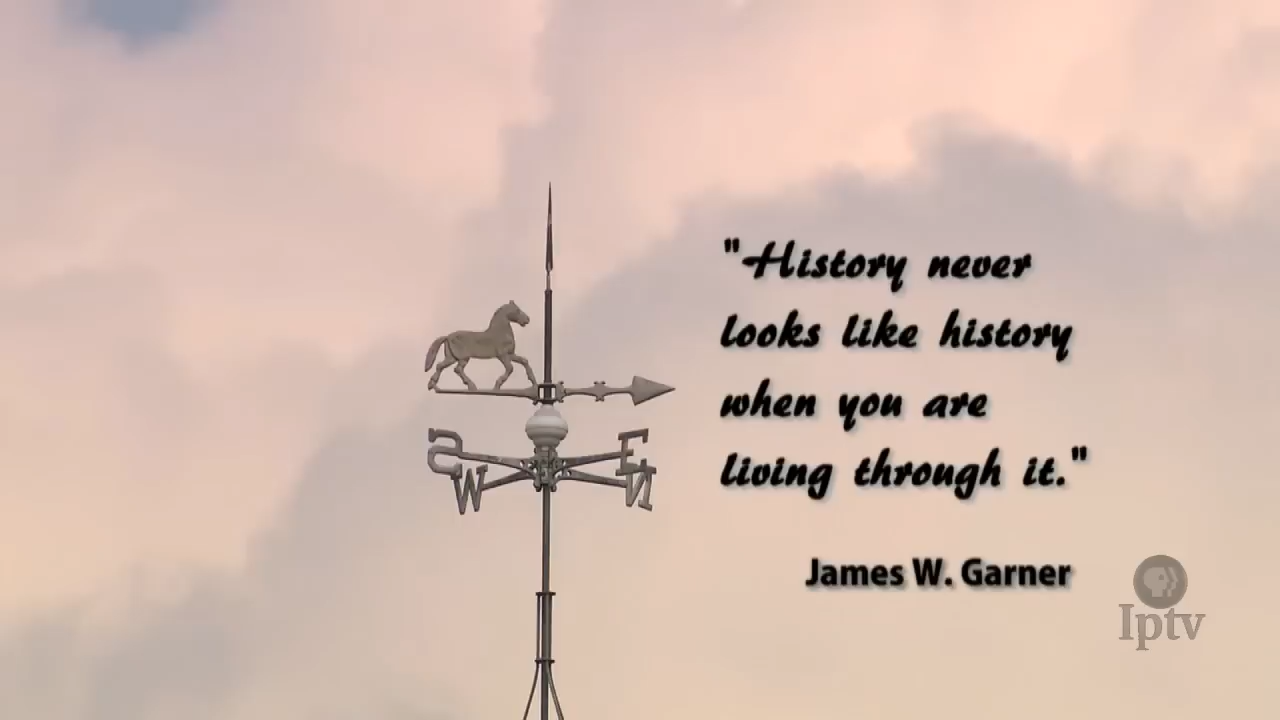 "History never
looks like history
when you are
living through it."
James W. Garner
S
E
W
N
Iptv